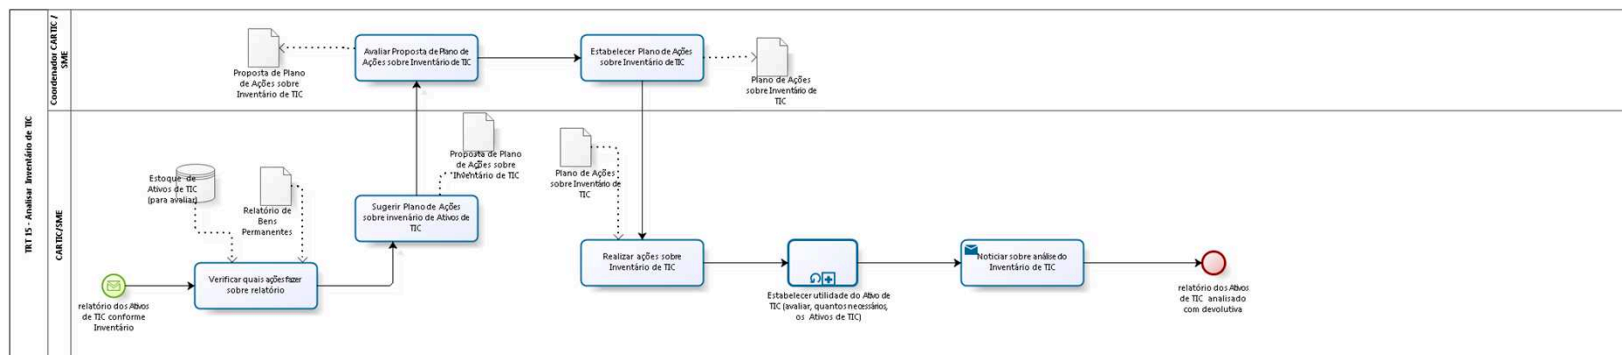 TRT 15 - Analisar Inventário de TIC
Coordenador CARTIC /
SME
Proposta de Plano
de Ações sobre
Inventário de TIC
Avaliar Proposta de Plano de
Ações sobre Inventário de TIC
Estabelecer Plano de Ações
sobre Inventário de TIC
Plano de Ações
sobre Inventário de
TIC
CARTIC/SME
Estoque de
Ativos de TIC
(para avaliar)
Relatório de
Bens
Permanentes
Proposta de Plano
de Ações sobre
Inventário de TIC
Plano de Ações
sobre Inventário de
TIC
Sugerir Plano de Ações
sobre invenário de Ativos de
TIC
relatório dos Ativos
de TIC conforme
Inventário
Verificar quais ações fazer
sobre relatório
Realizar ações sobre
Inventário de TIC
Estabelecer utilidade do Ativo de
TIC (avaliar, quantos necessários,
os Ativos de TIC)
Noticiar sobre análise do
Inventário de TIC
relatório dos Ativos
de TIC analisado
com devolutiva